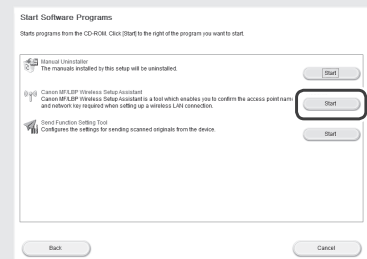 Start Software Programs
Starts programs from the CD-ROM. Click [Start] to the right of the program you want to start.
Manual Uninstaller
The manuals installed by this setup will be uninstalled.
Start
Canon MF/LBP Wireless Setup Assistant
Canon MF/LBP Wireless Setup Assistant is a tool which enables you to confirm the access point name
and network key required when setting up a wireless LAN connection.
Start
Send Function Setting Tool
Configures the settings for sending scanned originals from the device.
Start
Back
Cancel